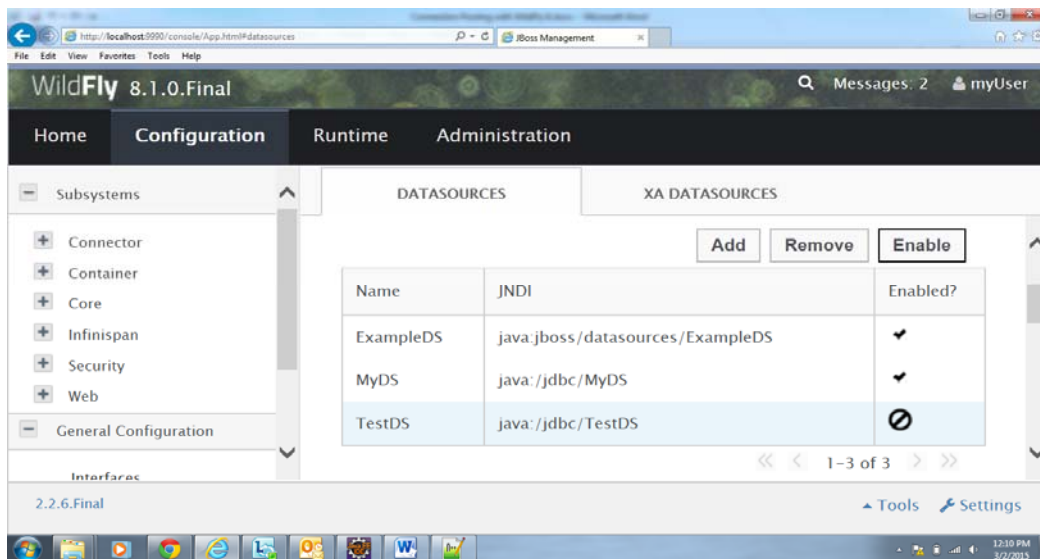 http://localhost:9990/console/App.html#datasources
JBoss Management
File Edit View Favorites Tools Help
WildFly 8.1.0.Final
Messages: 2 myUser
Home Configuration Runtime Administration
Subsystems
Connector
Container
Core
Infinispan
Security
Web
General Configuration
Interfaces
DATASOURCES XA DATASOURCES
Add Remove Enable
Name JNDI Enabled?
ExampleDS java:jboss/datasources/ExampleDS
MyDS java:/jdbc/MyDS
TestDS java:/jdbc/TestDS
1-3 of 3
2.2.6.Final
Tools Settings
12:10 PM
3/2/2015